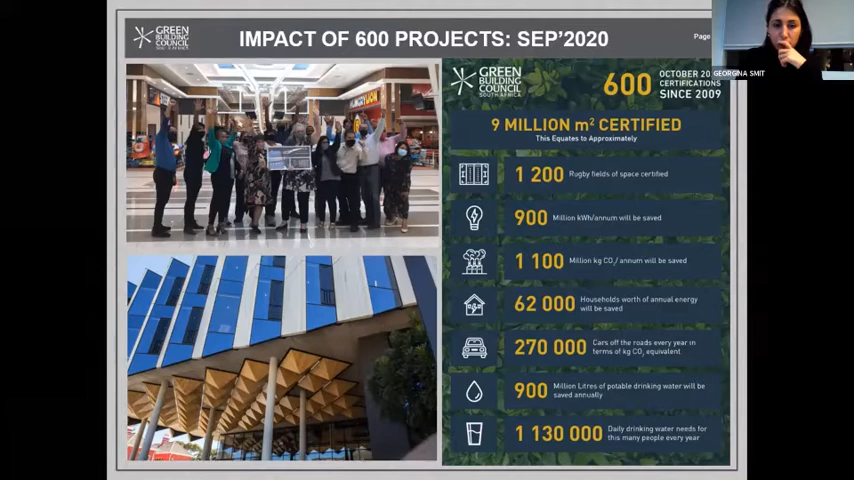 GREEN
BUILDING
COUNCIL
SOUTH AFRICA
IMPACT OF 600 PROJECTS: SEP'2020
Page
GEORGINA SMIT
GREEN
BUILDING
COUNCIL
SOUTH AFRICA
600
OCTOBER 20
CERTIFICATIONS
SINCE 2009
9 MILLION m² CERTIFIED
This Equates to Approximately
1 200 Rugby fields of space certified
900 Million kWh/annum will be saved
1 100 Million kg CO₂/ annum will be saved
62 000 Households worth of annual energy
will be saved
270 000 Cars off the roads every year in
terms of kg CO₂ equivalent
900 Million Litres of potable drinking water will be
saved annually
1 130 000 Daily drinking water needs for
this many people every year